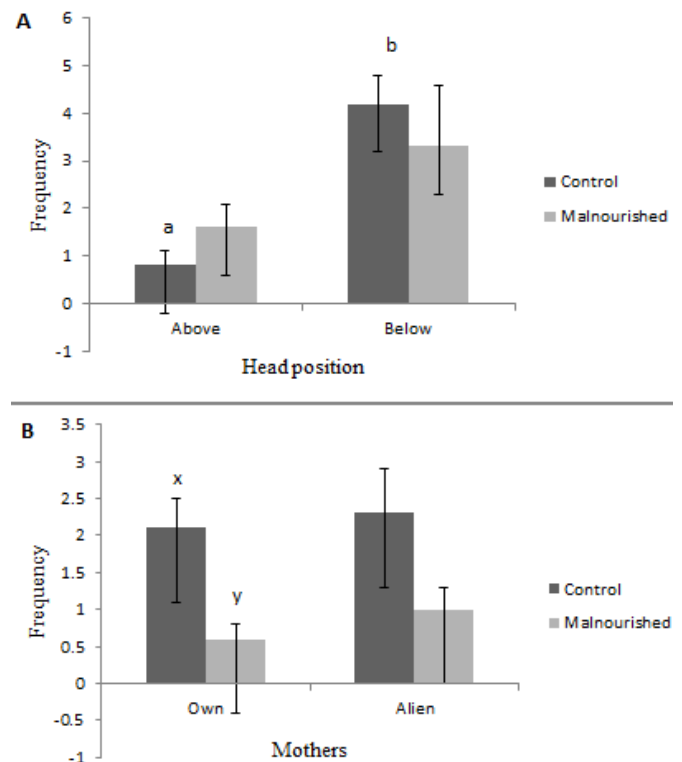 A
6
5
4
3
2
1
0
-1
Frequency
a
b
Above
Below
Head position
Control
Malnourished
B
3.5
3
2.5
2
1.5
1
0.5
0
-0.5
-1
Frequency
x
y
Own
Alien
Mothers
Control
Malnourished